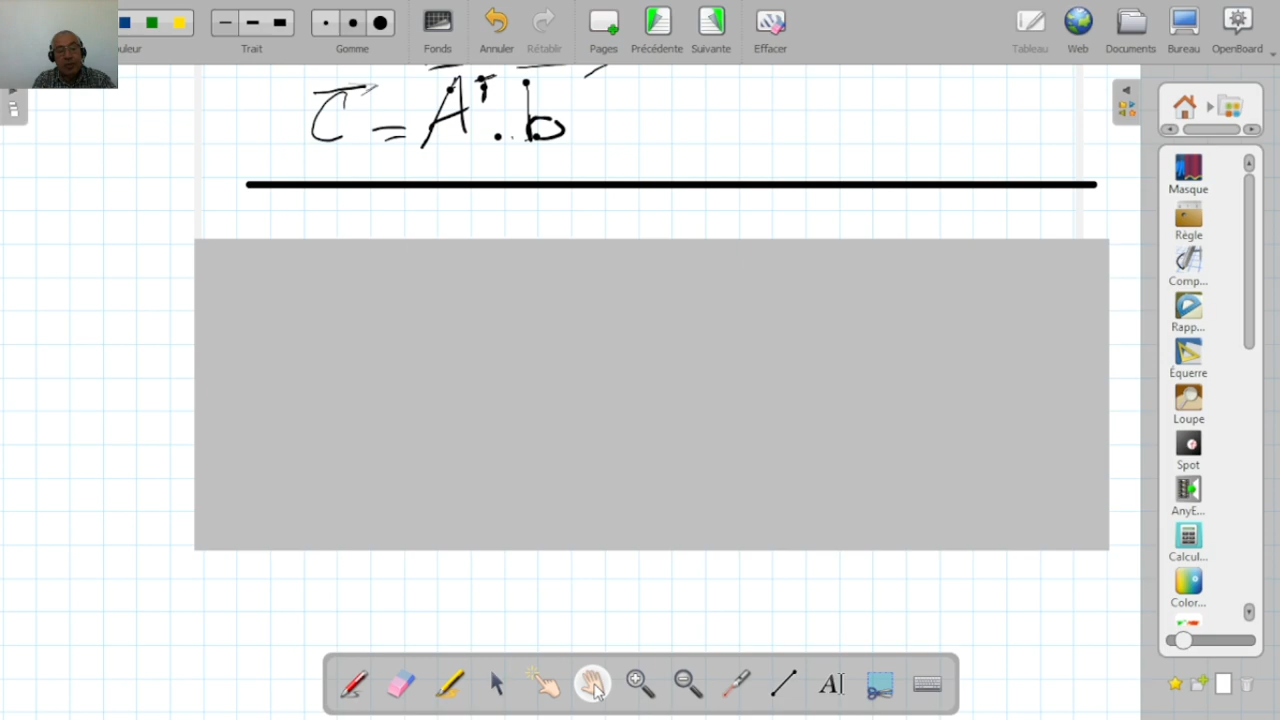 uleur
Trait
Gomme
Fonds
Annuler
Rétablir
Pages
Précédente
Suivante
Effacer
Tableau
Web
Documents
Bureau
OpenBoard
C⃗ = Aᵀ . b
Masque
Règle
Comp...
Rapp...
Équerre
Loupe
Spot
AnyE...
Calcul...
Color...